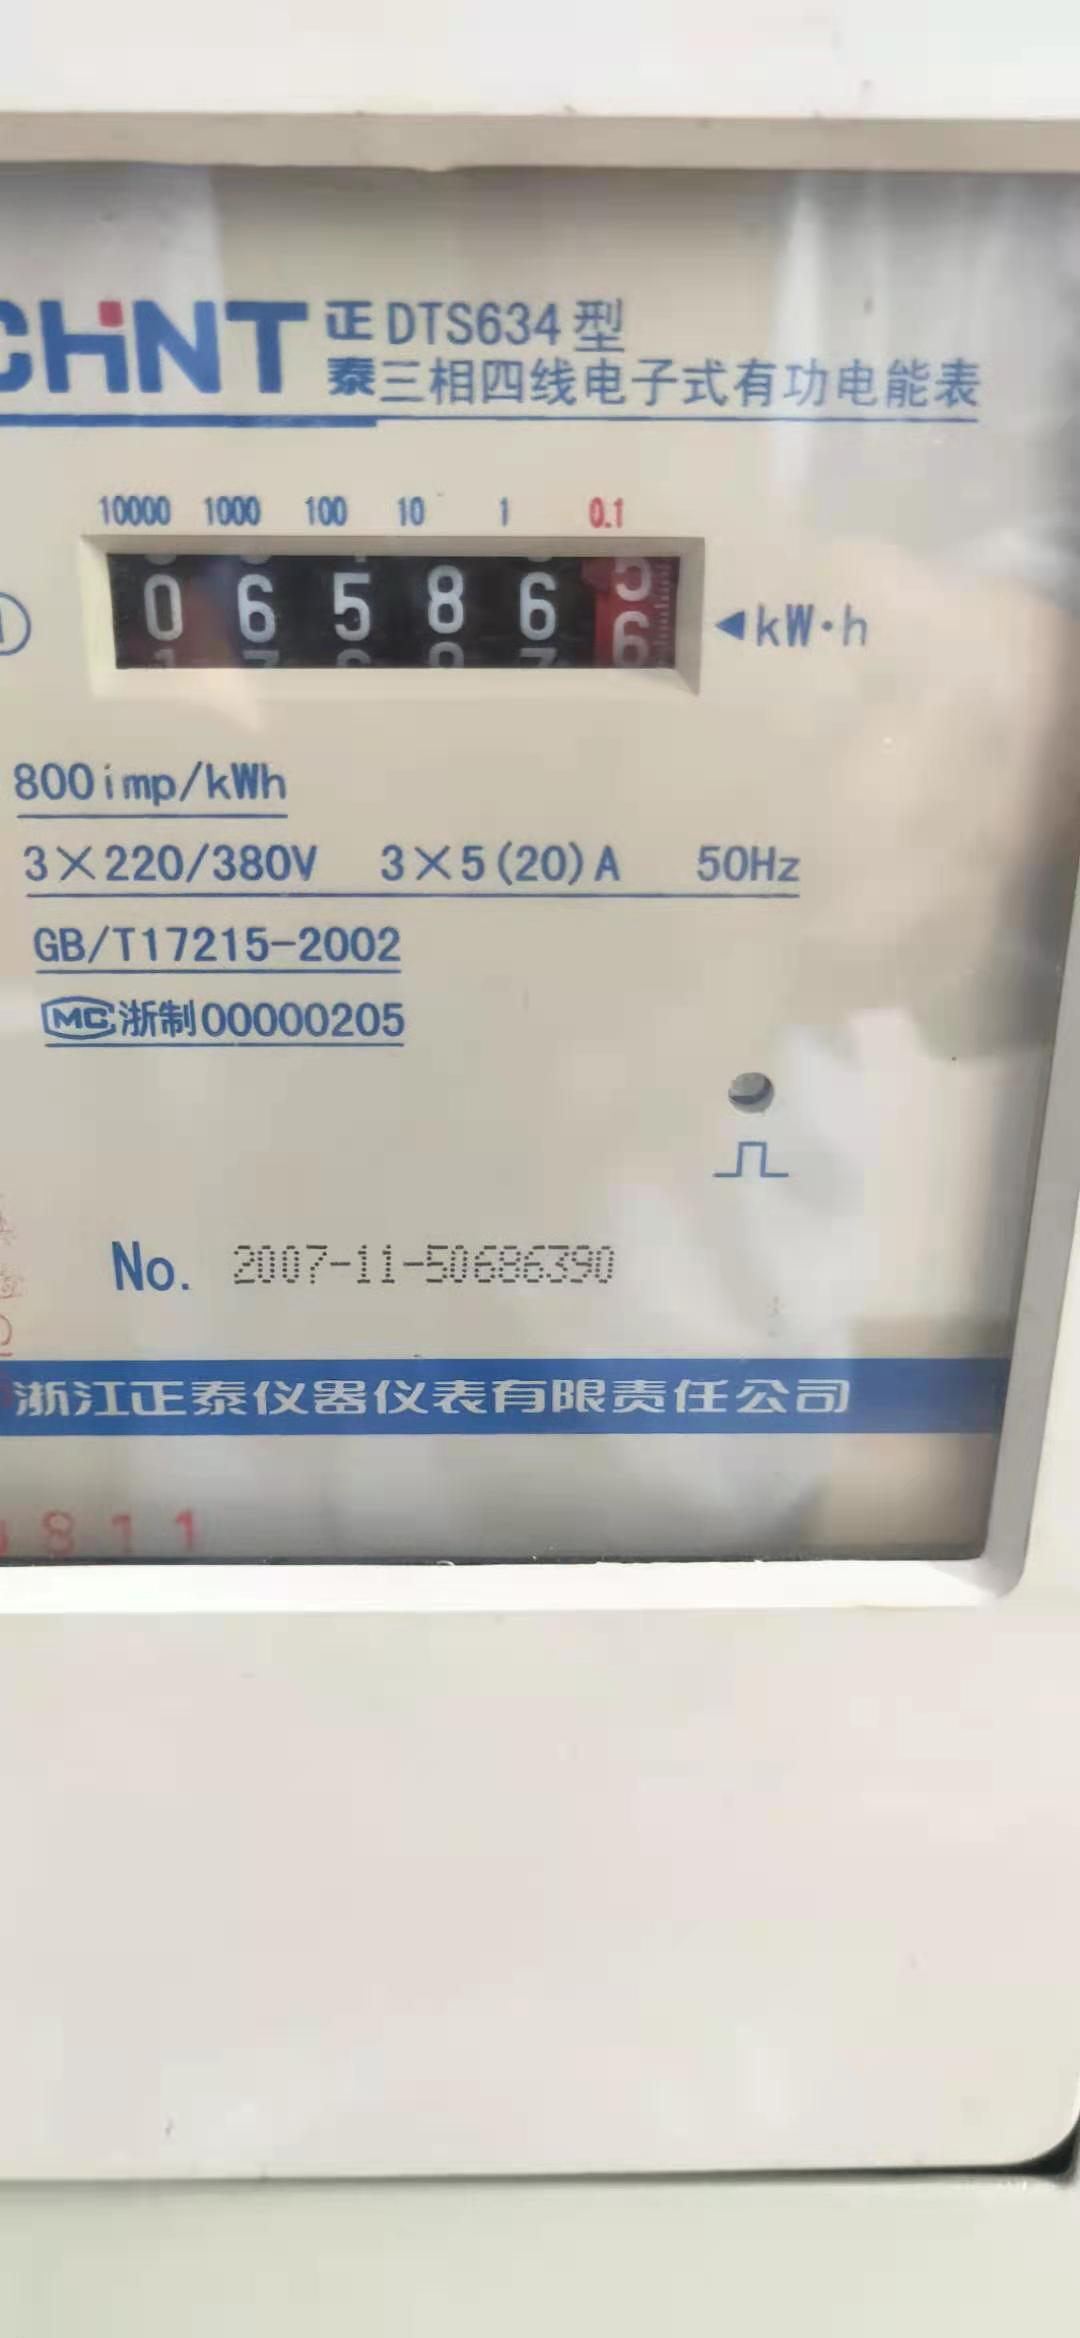 CHNT 正泰 DTS634型
三相四线电子式有功电能表
10000 1000 100 10 1 0.1
0 6 5 8 6
kW·h
800imp/kWh
3×220/380V 3×5(20)A 50Hz
GB/T17215-2002
MC浙制00000205
No. 2007-11-50686390
浙江正泰仪器仪表有限责任公司
811